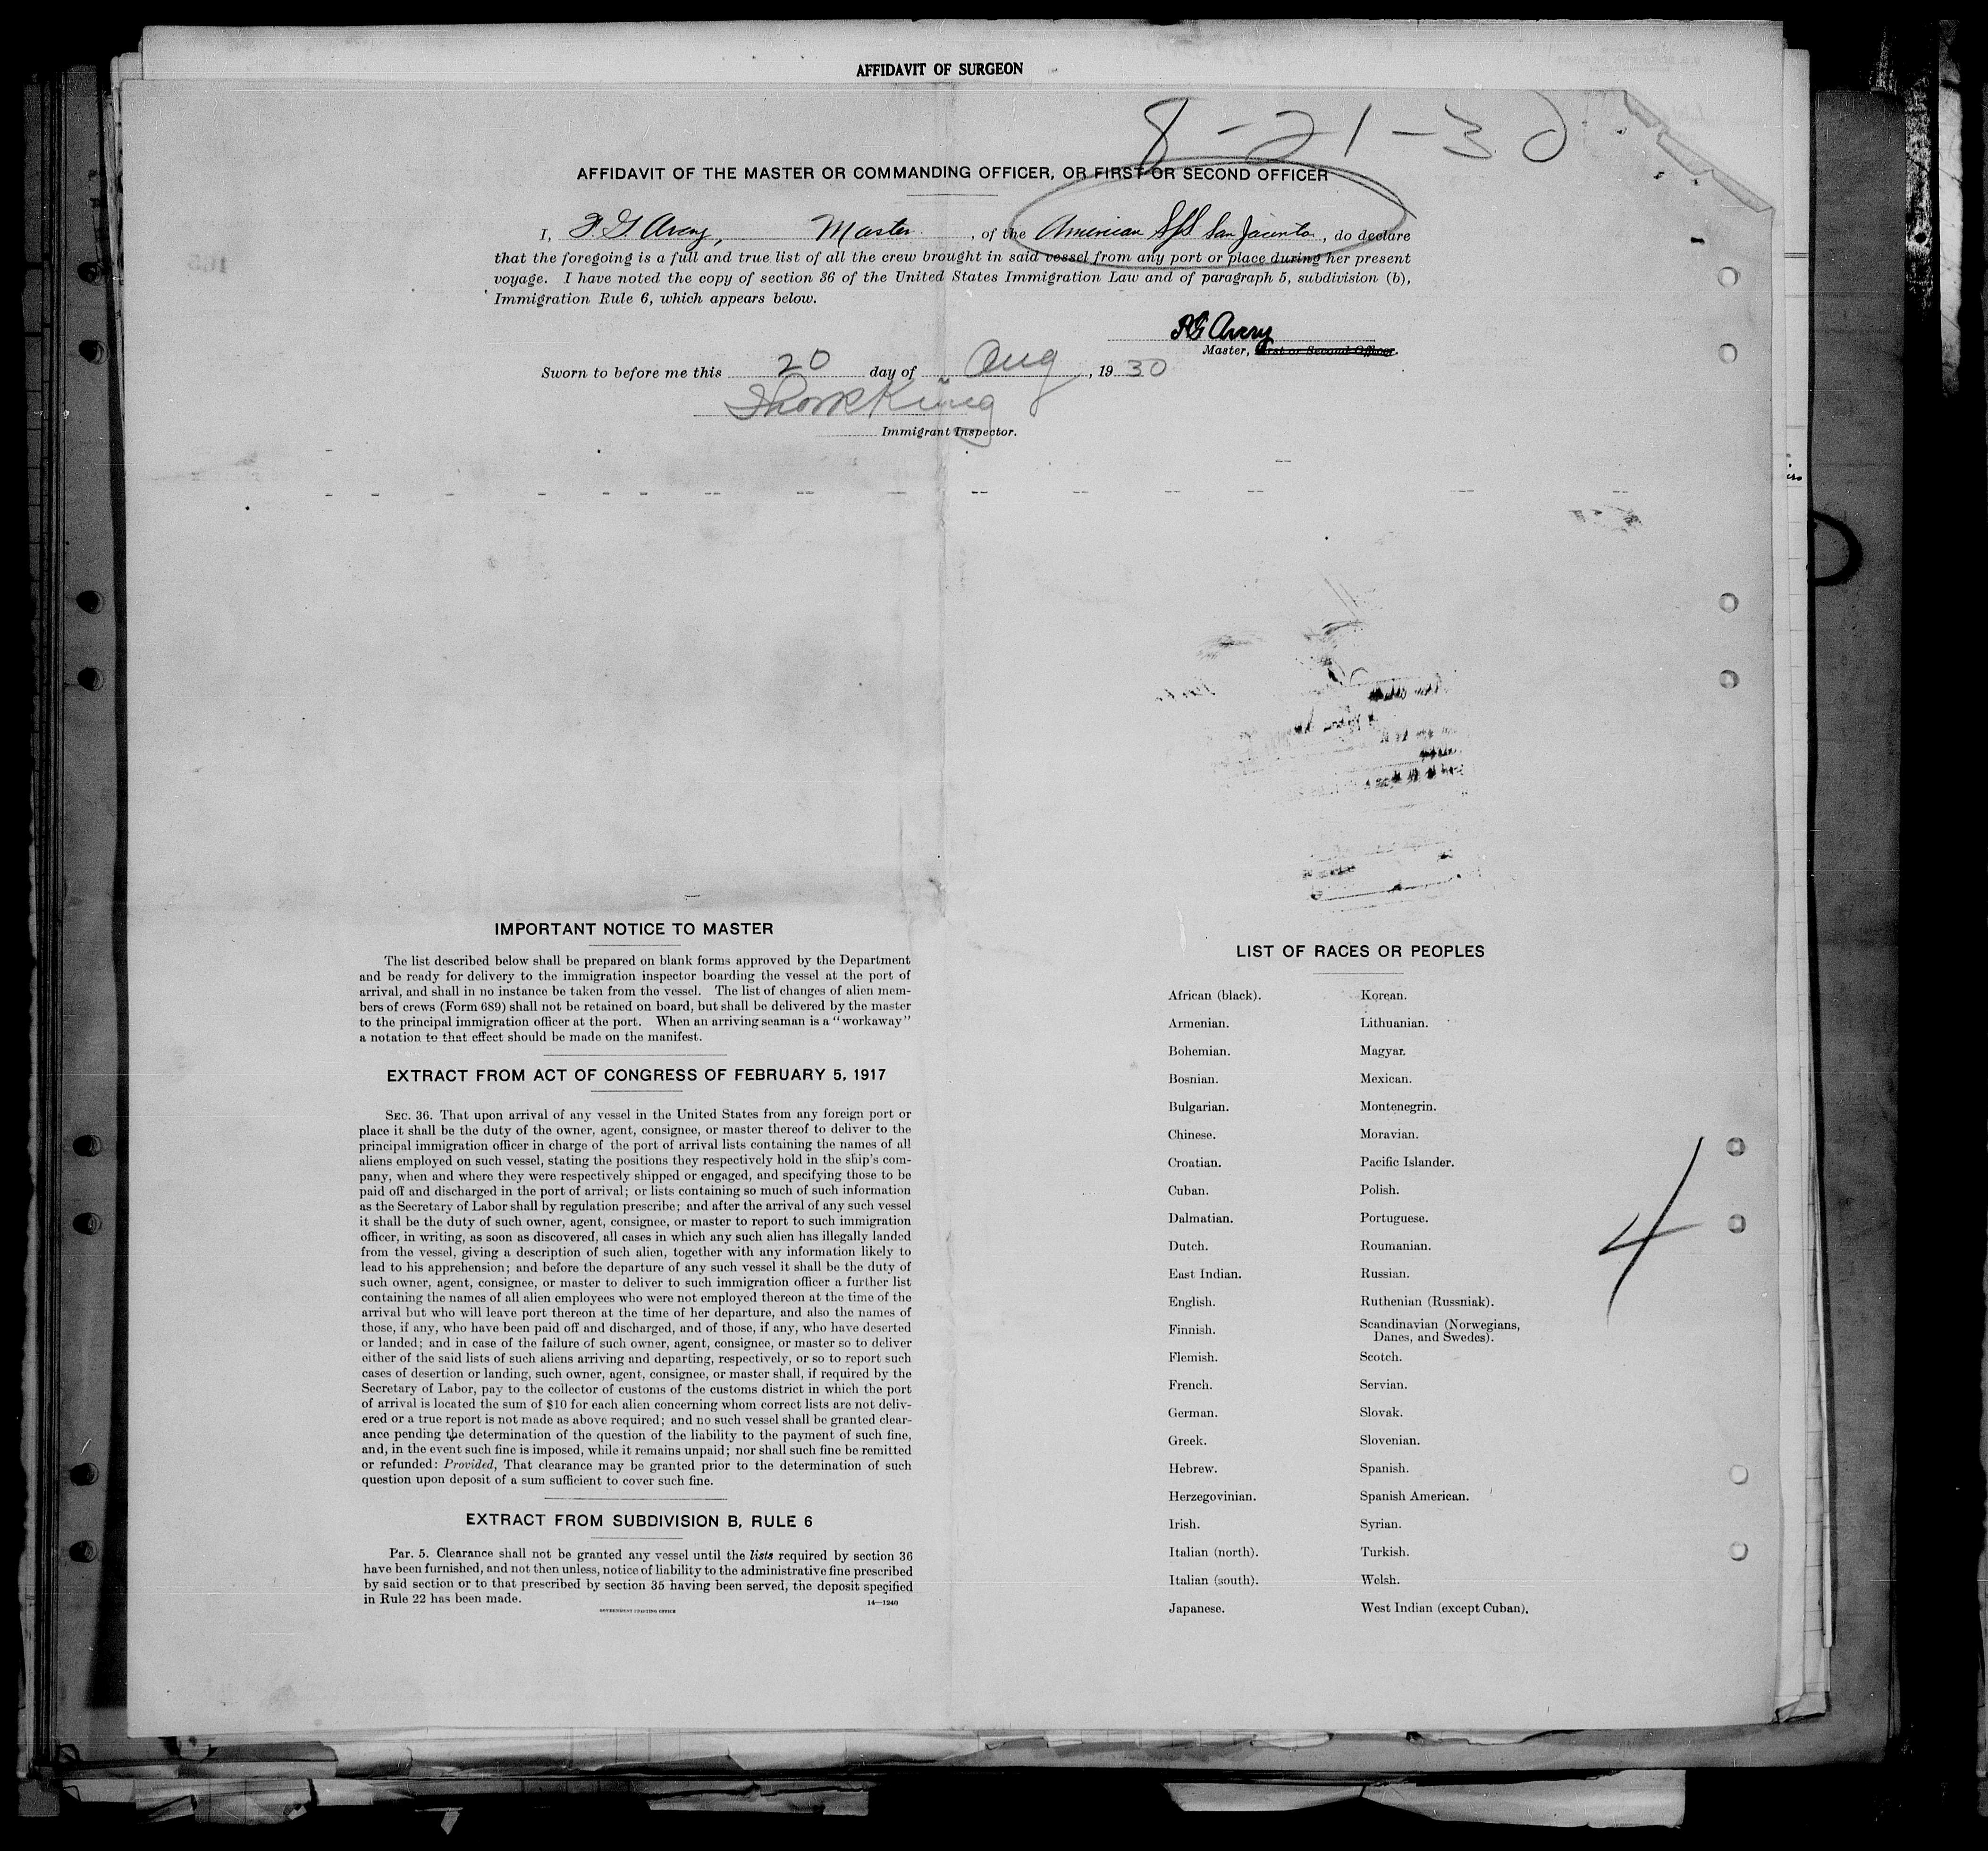 AFFIDAVIT OF SURGEON
8-21-30
AFFIDAVIT OF THE MASTER OR COMMANDING OFFICER, OR FIRST OR SECOND OFFICER
I, F G Avery, Master, of the American S/S San Jacinto, do declare
that the foregoing is a full and true list of all the crew brought in said vessel from any port or place during her present
voyage. I have noted the copy of section 36 of the United States Immigration Law and of paragraph 5, subdivision (b),
Immigration Rule 6, which appears below.
F G Avery
Master, First or Second Officer.
Sworn to before me this 20 day of Aug, 1930
King
Immigrant Inspector.
IMPORTANT NOTICE TO MASTER
The list described below shall be prepared on blank forms approved by the Department
and be ready for delivery to the immigration inspector boarding the vessel at the port of
arrival, and shall in no instance be taken from the vessel. The list of changes of alien mem-
bers of crews (Form 689) shall not be retained on board, but shall be delivered by the master
to the principal immigration officer at the port. When an arriving seaman is a "workaway"
a notation to that effect should be made on the manifest.
EXTRACT FROM ACT OF CONGRESS OF FEBRUARY 5, 1917
SEC. 36. That upon arrival of any vessel in the United States from any foreign port or
place it shall be the duty of the owner, agent, consignee, or master thereof to deliver to the
principal immigration officer in charge of the port of arrival lists containing the names of all
aliens employed on such vessel, stating the positions they respectively hold in the ship's com-
pany, when and where they were respectively shipped or engaged, and specifying those to be
paid off and discharged in the port of arrival; or lists containing so much of such information
as the Secretary of Labor shall by regulation prescribe; and after the arrival of any such vessel
it shall be the duty of such owner, agent, consignee, or master to report to such immigration
officer, in writing, as soon as discovered, all cases in which any such alien has illegally landed
from the vessel, giving a description of such alien, together with any information likely to
lead to his apprehension; and before the departure of any such vessel it shall be the duty of
such owner, agent, consignee, or master to deliver to such immigration officer a further list
containing the names of all alien employees who were not employed thereon at the time of the
arrival but who will leave port thereon at the time of her departure, and also the names of
those, if any, who have been paid off and discharged, and of those, if any, who have deserted
or landed; and in case of the failure of such owner, agent, consignee, or master so to deliver
either of the said lists of such aliens arriving and departing, respectively, or so to report such
cases of desertion or landing, such owner, agent, consignee, or master shall, if required by the
Secretary of Labor, pay to the collector of customs of the customs district in which the port
of arrival is located the sum of $10 for each alien concerning whom correct lists are not deliv-
ered or a true report is not made as above required; and no such vessel shall be granted clear-
ance pending the determination of the question of the liability to the payment of such fine,
and, in the event such fine is imposed, while it remains unpaid; nor shall such fine be remitted
or refunded: Provided, That clearance may be granted prior to the determination of such
question upon deposit of a sum sufficient to cover such fine.
EXTRACT FROM SUBDIVISION B, RULE 6
Par. 5. Clearance shall not be granted any vessel until the lists required by section 36
have been furnished, and not then unless, notice of liability to the administrative fine prescribed
by said section or to that prescribed by section 35 having been served, the deposit specified
in Rule 22 has been made.
GOVERNMENT PRINTING OFFICE 14—1240
LIST OF RACES OR PEOPLES
African (black). Korean.
Armenian. Lithuanian.
Bohemian. Magyar.
Bosnian. Mexican.
Bulgarian. Montenegrin.
Chinese. Moravian.
Croatian. Pacific Islander.
Cuban. Polish.
Dalmatian. Portuguese.
Dutch. Roumanian.
East Indian. Russian.
English. Ruthenian (Russniak).
Finnish. Scandinavian (Norwegians,
Danes, and Swedes).
Flemish. Scotch.
French. Servian.
German. Slovak.
Greek. Slovenian.
Hebrew. Spanish.
Herzegovinian. Spanish American.
Irish. Syrian.
Italian (north). Turkish.
Italian (south). Welsh.
Japanese. West Indian (except Cuban).
4